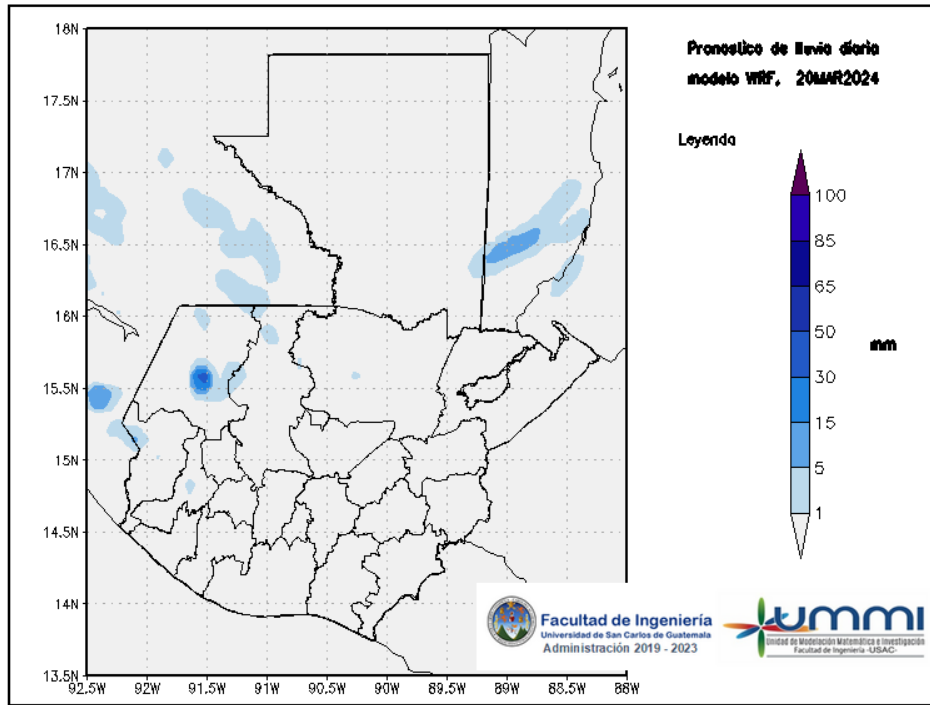 Pronostico de lluvia diaria
modelo WRF, 20MAR2024
Leyenda
100
85
65
50
30
15
5
1
mm
18N
17.5N
17N
16.5N
16N
15.5N
15N
14.5N
14N
13.5N
92.5W
92W
91.5W
91W
90.5W
90W
89.5W
89W
88.5W
88W
Facultad de Ingeniería
Universidad de San Carlos de Guatemala
Administración 2019 - 2023
ummi
Unidad de Modelación Matemática e Investigación
Facultad de Ingeniería -USAC-